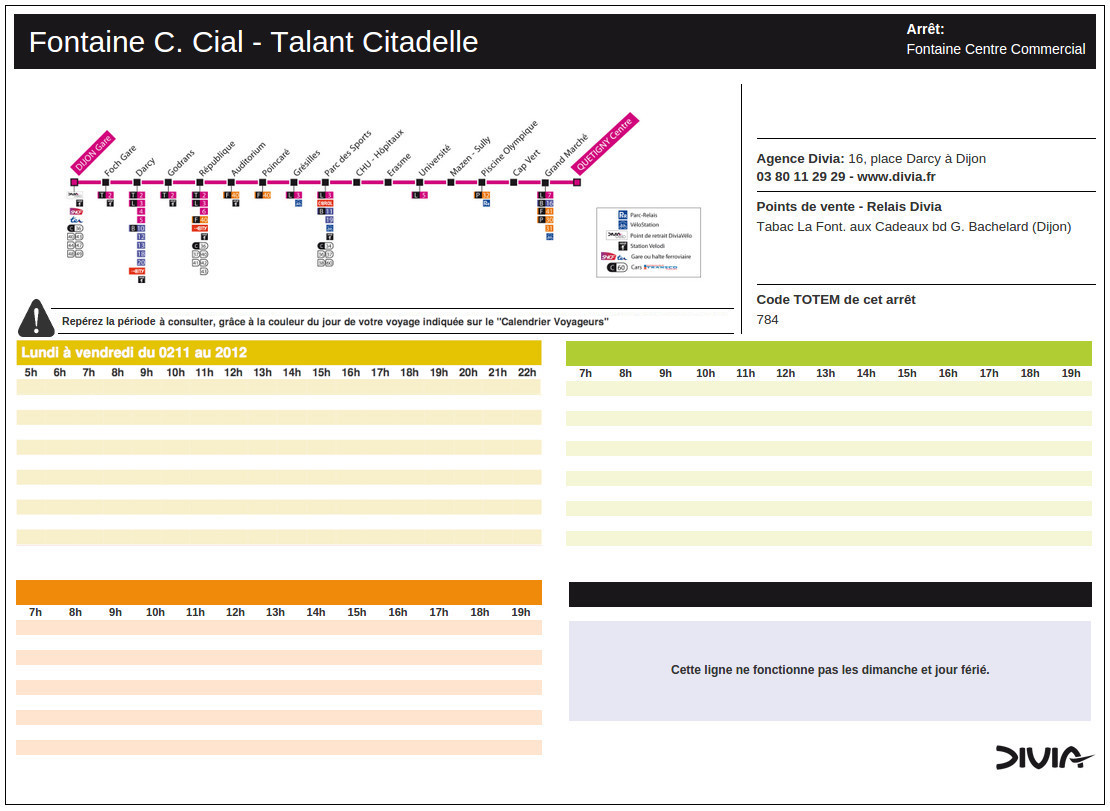 Fontaine C. Cial - Talant Citadelle
Arrêt:
Fontaine Centre Commercial
DIJON Gare
Foch Gare
Darcy
Godrans
République
Auditorium
Poincaré
Grésilles
Parc des Sports
CHU - Hôpitaux
Erasme
Université
Mazen - Sully
Piscine Olympique
Cap Vert
Grand Marché
QUETIGNY Centre
Parc-Relais
VéloStation
Point de retrait DiviaVélo
Station Velodi
Gare ou halte ferroviaire
C 60 Cars
Agence Divia: 16, place Darcy à Dijon
03 80 11 29 29 - www.divia.fr
Points de vente - Relais Divia
Tabac La Font. aux Cadeaux bd G. Bachelard (Dijon)
Code TOTEM de cet arrêt
784
Repérez la période à consulter, grâce à la couleur du jour de votre voyage indiquée sur le "Calendrier Voyageurs"
Lundi à vendredi du 0211 au 2012
5h 6h 7h 8h 9h 10h 11h 12h 13h 14h 15h 16h 17h 18h 19h 20h 21h 22h
7h 8h 9h 10h 11h 12h 13h 14h 15h 16h 17h 18h 19h
7h 8h 9h 10h 11h 12h 13h 14h 15h 16h 17h 18h 19h
Cette ligne ne fonctionne pas les dimanche et jour férié.
DIVIA